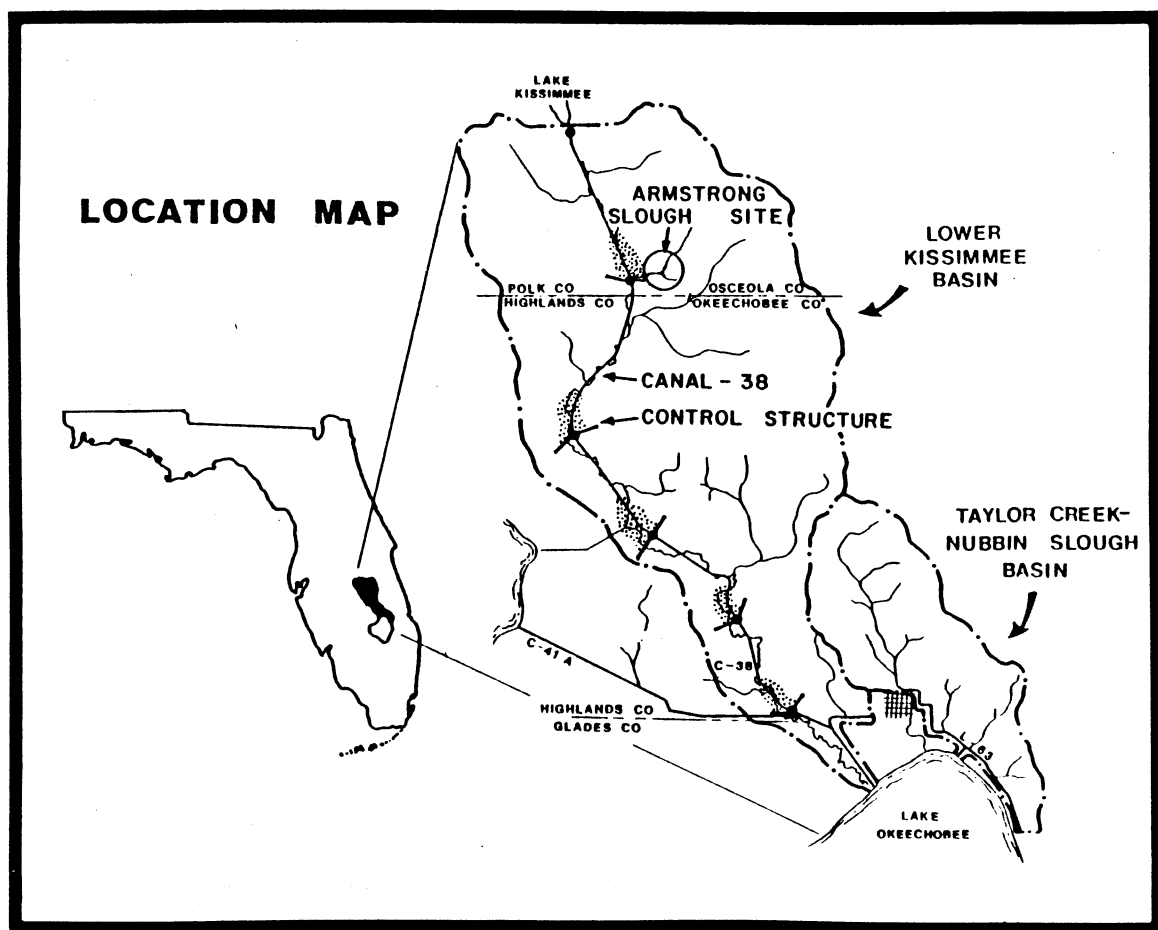 LAKE
KISSIMMEE
LOCATION MAP
ARMSTRONG
SLOUGH SITE
LOWER
KISSIMMEE
BASIN
POLK CO
HIGHLANDS CO
OSCEOLA CO
OKEECHOBEE CO
CANAL - 38
CONTROL STRUCTURE
TAYLOR CREEK-
NUBBIN SLOUGH
BASIN
C-41A
C-38
HIGHLANDS CO
GLADES CO
L-63
LAKE
OKEECHOBEE